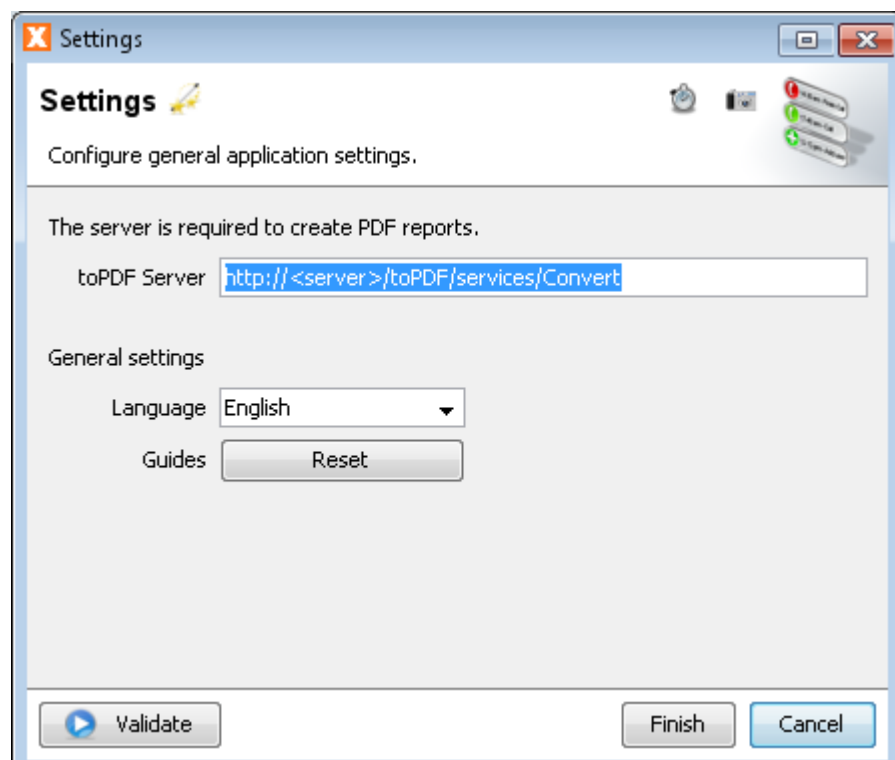 X Settings
Settings
Configure general application settings.
The server is required to create PDF reports.
toPDF Server http://<server>/toPDF/services/Convert
General settings
Language English
Guides Reset
Validate Finish Cancel